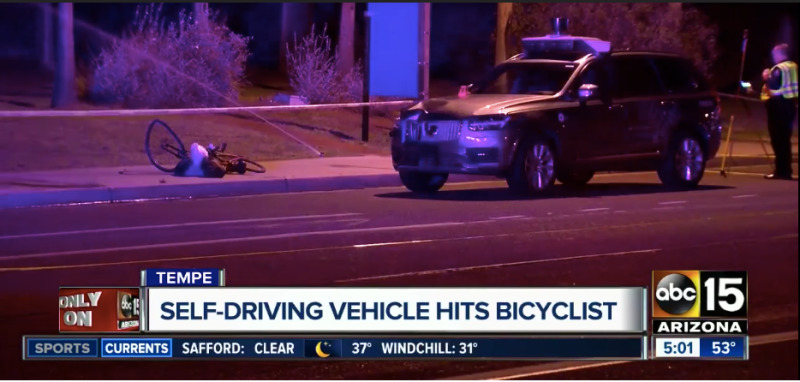 TEMPE
ONLY ON abc
SELF-DRIVING VEHICLE HITS BICYCLIST
abc 15
ARIZONA
SPORTS CURRENTS SAFFORD: CLEAR 37° WINDCHILL: 31°
5:01 53°